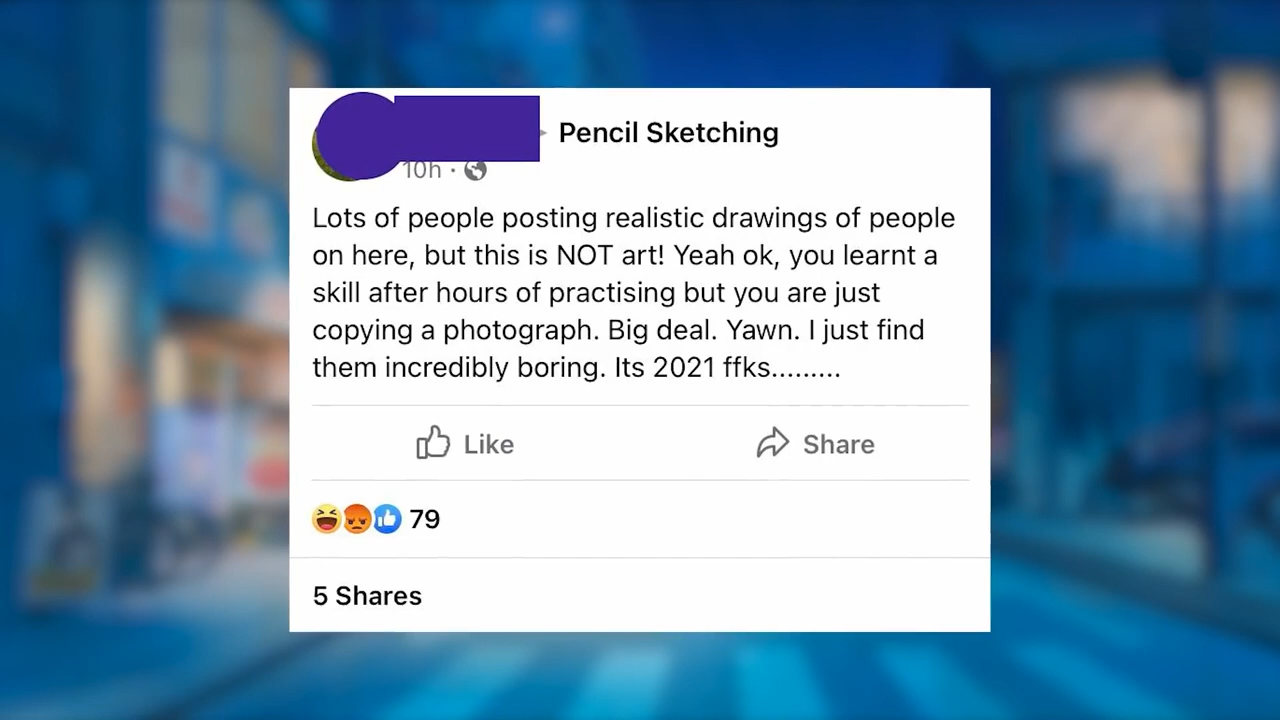 Pencil Sketching
10h ·
Lots of people posting realistic drawings of people
on here, but this is NOT art! Yeah ok, you learnt a
skill after hours of practising but you are just
copying a photograph. Big deal. Yawn. I just find
them incredibly boring. Its 2021 ffks.........
Like
Share
79
5 Shares